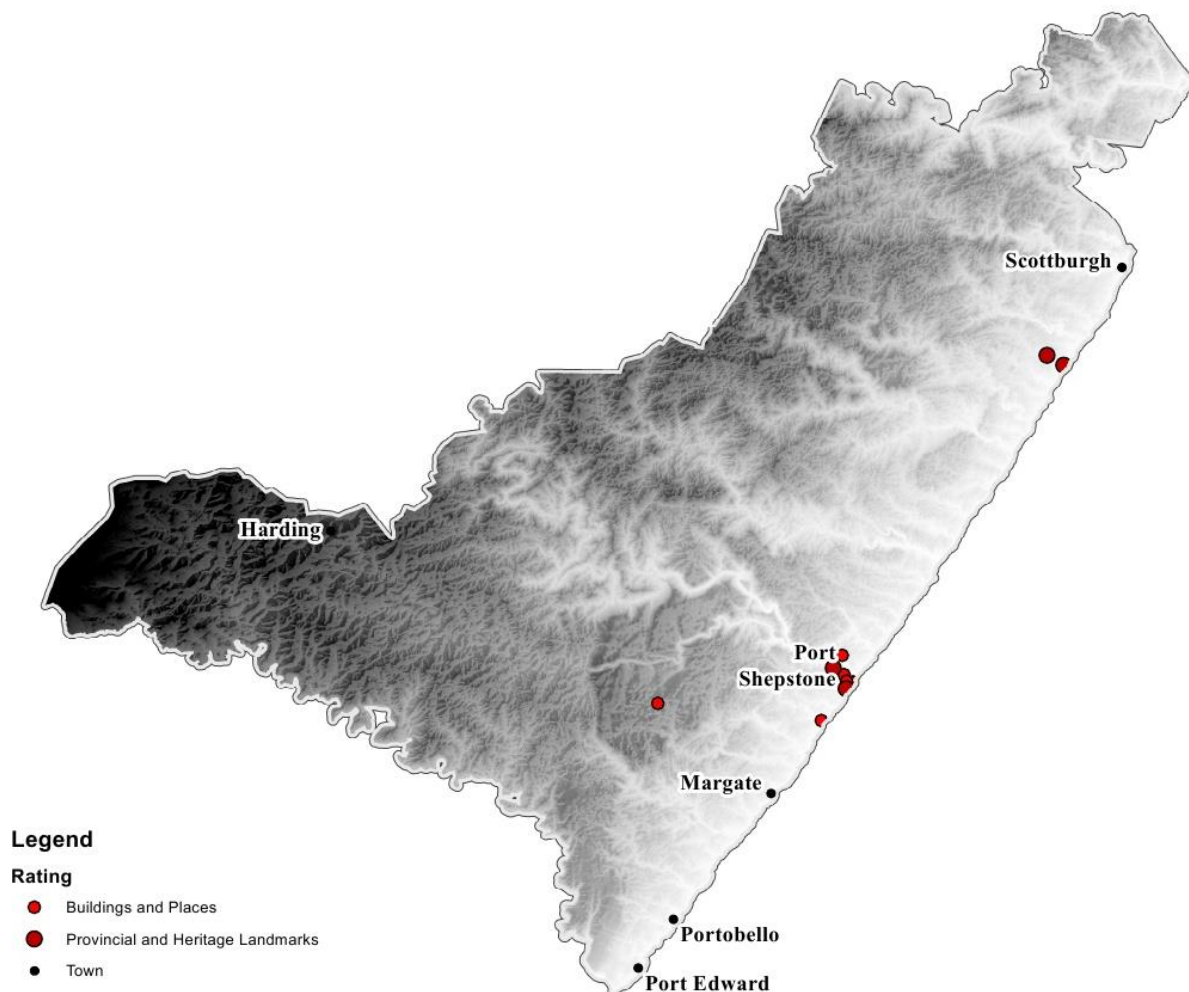 Scottburgh
Harding
Port
Shepstone
Margate
Legend
Rating
Buildings and Places
Provincial and Heritage Landmarks
Town
Portobello
Port Edward